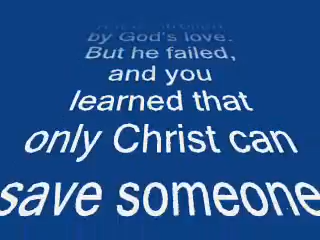 by God's love.
But he failed,
and you
learned that
only Christ can
save someone